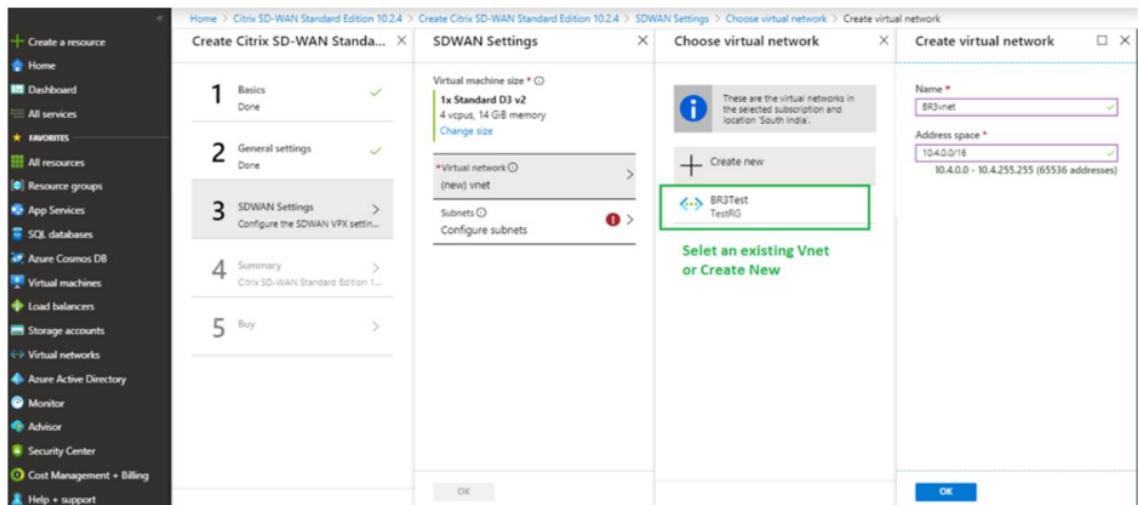 Home > Citrix SD-WAN Standard Edition 10.2.4 > Create Citrix SD-WAN Standard Edition 10.2.4 > SDWAN Settings > Choose virtual network > Create virtual network
Create a resource
Home
Dashboard
All services
FAVORITES
All resources
Resource groups
App Services
SQL databases
Azure Cosmos DB
Virtual machines
Load balancers
Storage accounts
Virtual networks
Azure Active Directory
Monitor
Advisor
Security Center
Cost Management + Billing
Help + support
Create Citrix SD-WAN Standa...
1
Basics
Done
2
General settings
Done
3
SDWAN Settings
Configure the SDWAN VPX settin...
4
Summary
Citrix SD-WAN Standard Edition 1...
5
Buy
SDWAN Settings
Virtual machine size *
1x Standard D3 v2
4 vcpus, 14 GiB memory
Change size
* Virtual network
(new) vnet
Subnets
Configure subnets
OK
Choose virtual network
These are the virtual networks in
the selected subscription and
location 'South India'.
Create new
BR3Test
TestRG
Selet an existing Vnet
or Create New
Create virtual network
Name *
BR3vnet
Address space *
10.4.0.0/16
10.4.0.0 - 10.4.255.255 (65536 addresses)
OK